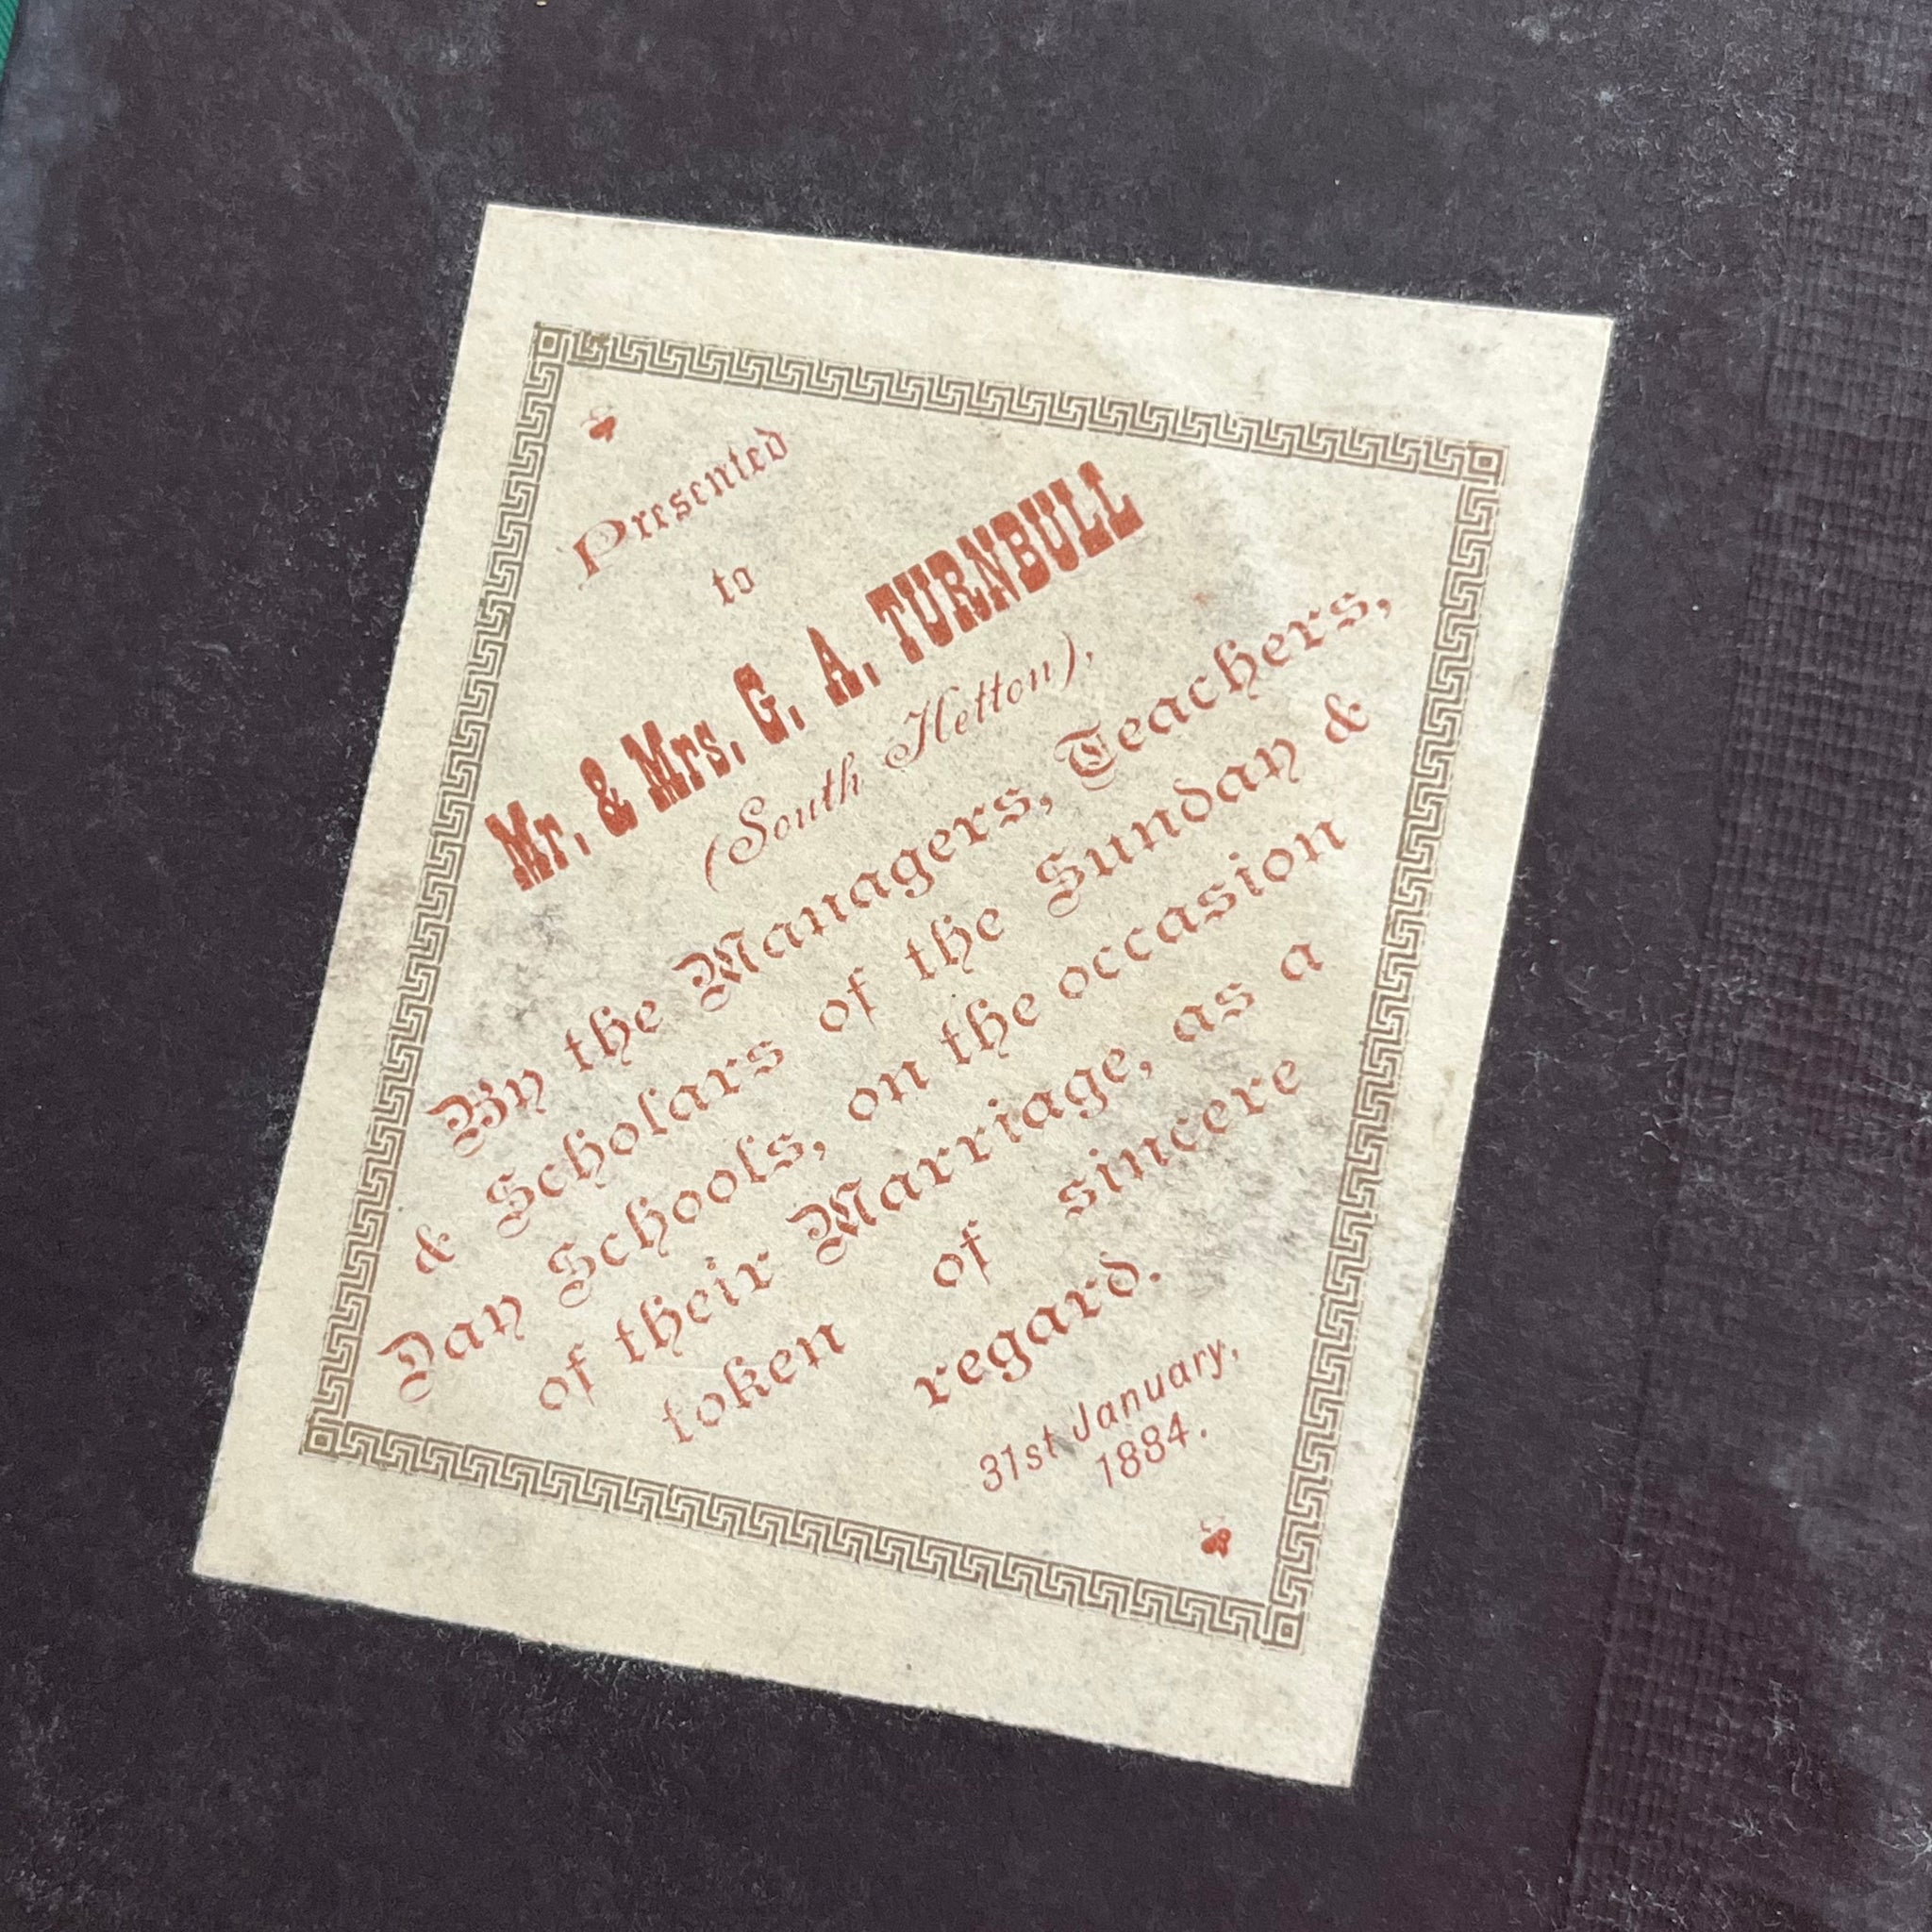 Presented
to
Mr. & Mrs. G. A. TURNBULL
(South Hetton),
By the Managers, Teachers,
& Scholars of the Sunday &
Day Schools, on the occasion
of their Marriage, as a
token of sincere
regard.
31st January,
1884.